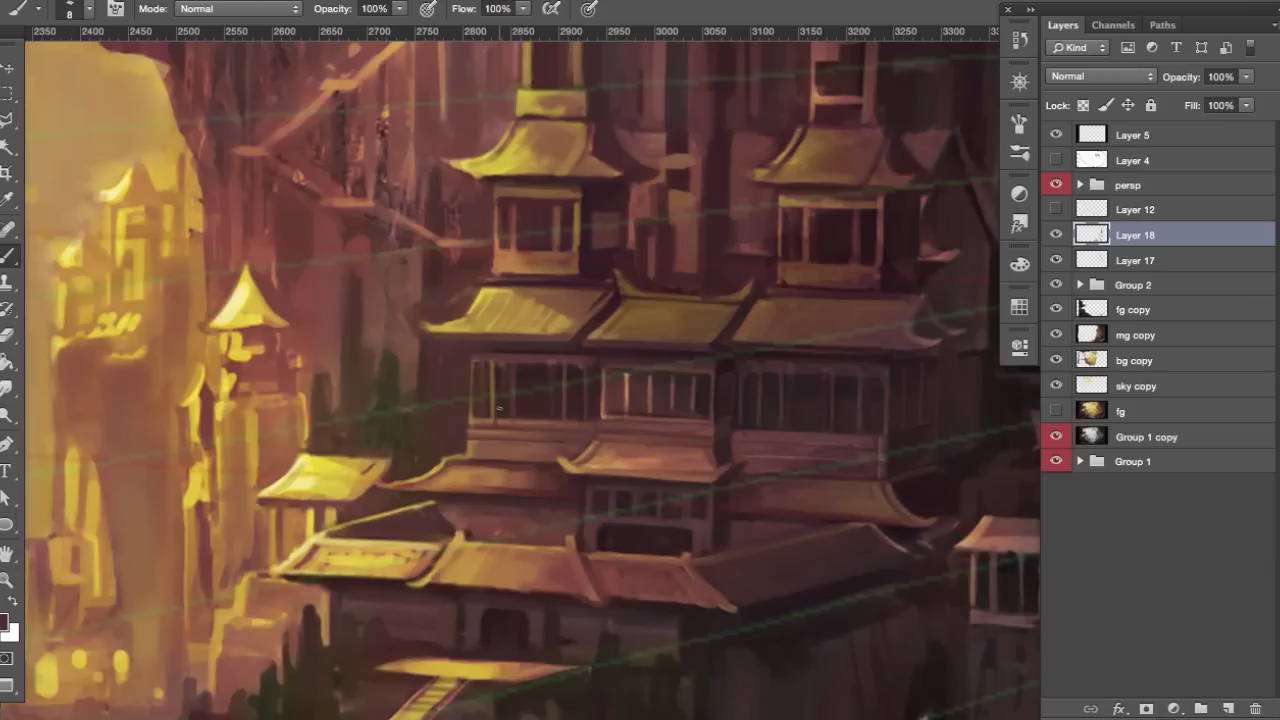 8 Mode: Normal Opacity: 100% Flow: 100%
2350 2400 2450 2500 2550 2600 2650 2700 2750 2800 2850 2900 2950 3000 3050 3100 3150 3200 3250 3300
Layers Channels Paths
Kind
Normal Opacity: 100%
Lock: Fill: 100%
Layer 5
Layer 4
persp
Layer 12
Layer 18
Layer 17
Group 2
fg copy
mg copy
bg copy
sky copy
fg
Group 1 copy
Group 1